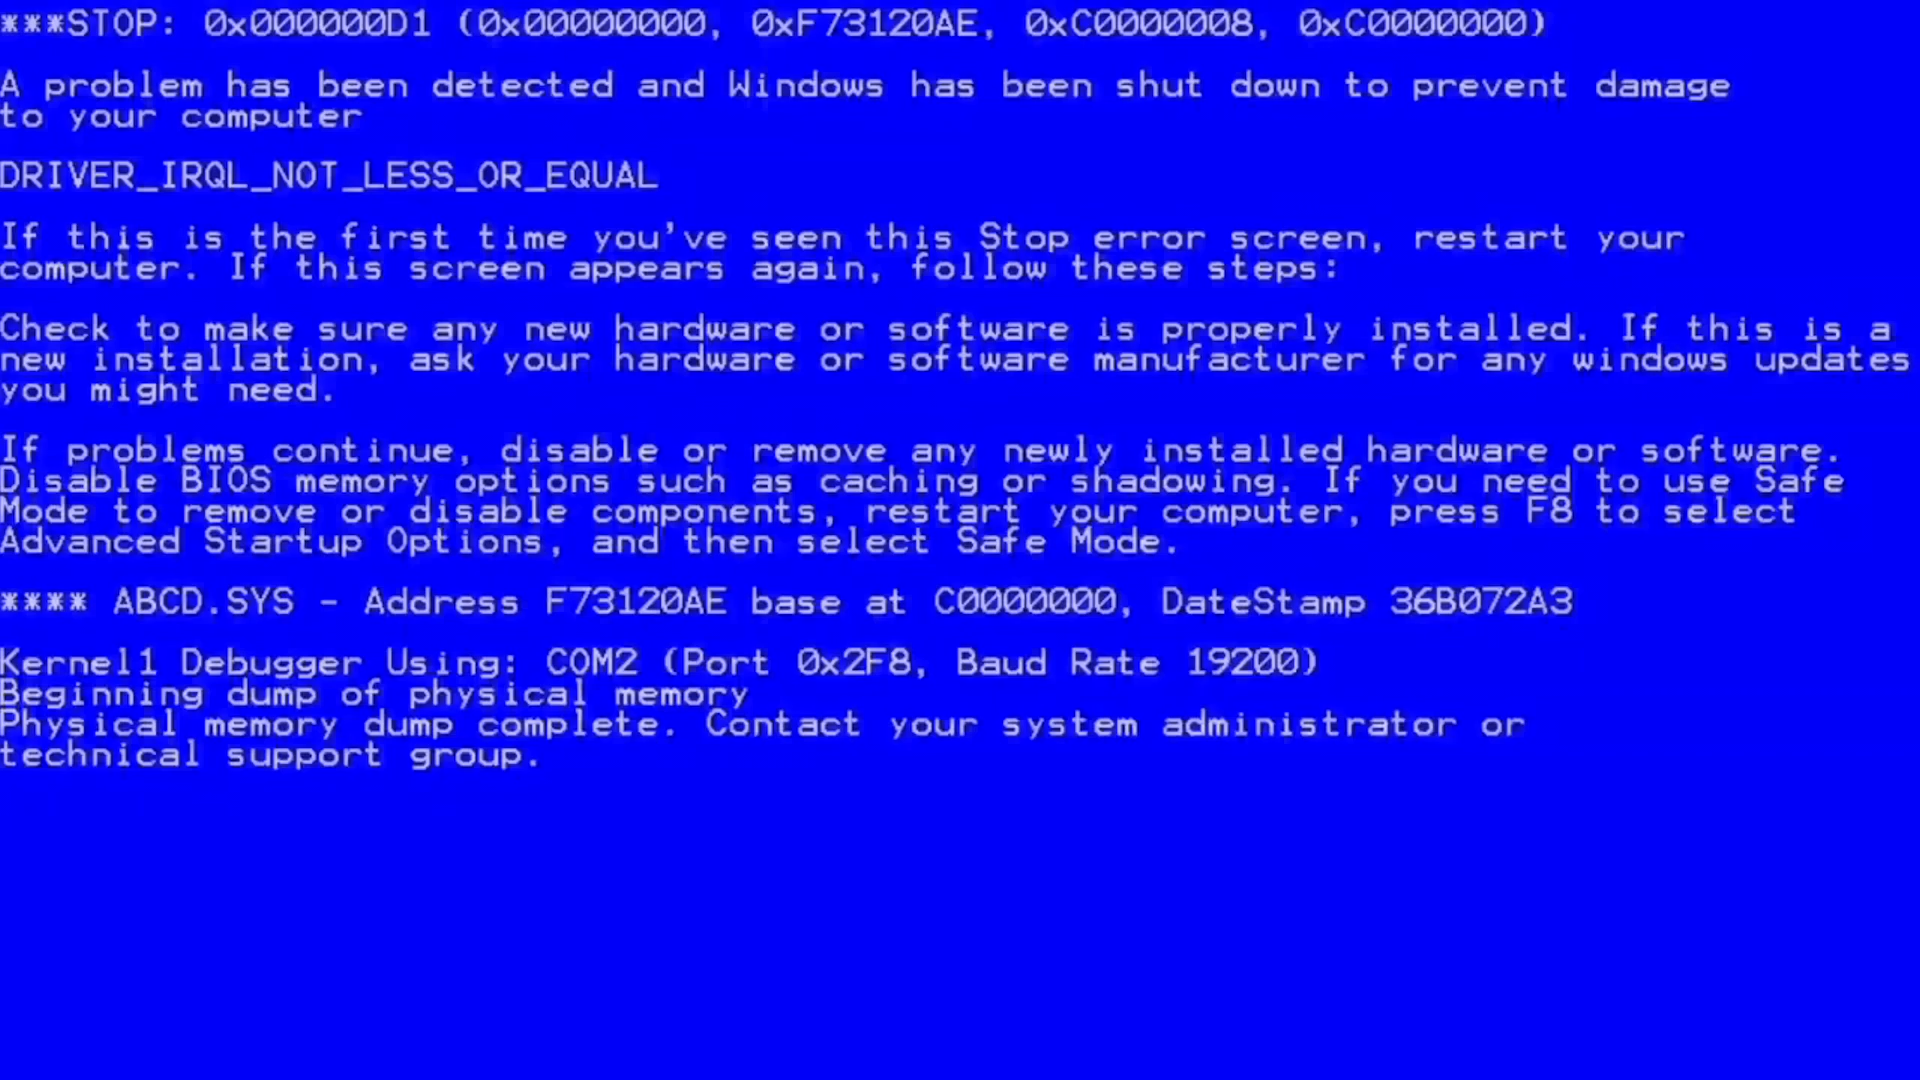 ***STOP: 0x000000D1 (0x00000000, 0xF73120AE, 0xC0000008, 0xC0000000)
A problem has been detected and Windows has been shut down to prevent damage
to your computer
DRIVER_IRQL_NOT_LESS_OR_EQUAL
If this is the first time you've seen this Stop error screen, restart your
computer. If this screen appears again, follow these steps:
Check to make sure any new hardware or software is properly installed. If this is a
new installation, ask your hardware or software manufacturer for any windows updates
you might need.
If problems continue, disable or remove any newly installed hardware or software.
Disable BIOS memory options such as caching or shadowing. If you need to use Safe
Mode to remove or disable components, restart your computer, press F8 to select
Advanced Startup Options, and then select Safe Mode.
**** ABCD.SYS - Address F73120AE base at C0000000, DateStamp 36B072A3
Kernel1 Debugger Using: COM2 (Port 0x2F8, Baud Rate 19200)
Beginning dump of physical memory
Physical memory dump complete. Contact your system administrator or
technical support group.